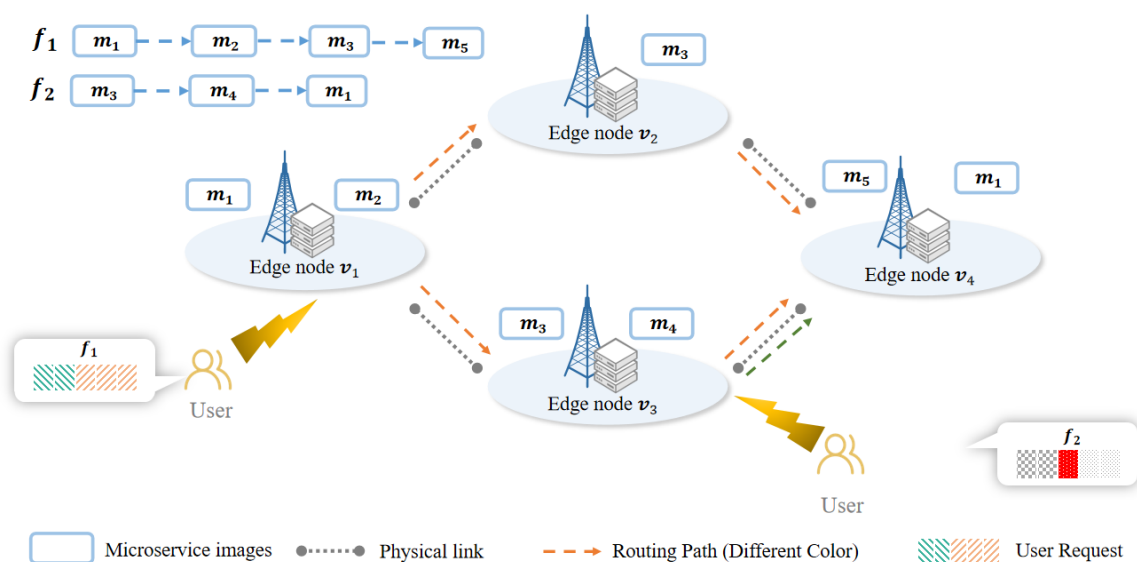 f₁ m₁ m₂ m₃ m₅
f₂ m₃ m₄ m₁
m₃
Edge node v₂
m₁ m₂
Edge node v₁
m₅ m₁
Edge node v₄
m₃ m₄
Edge node v₃
f₁
User
f₂
User
Microservice images Physical link Routing Path (Different Color) User Request